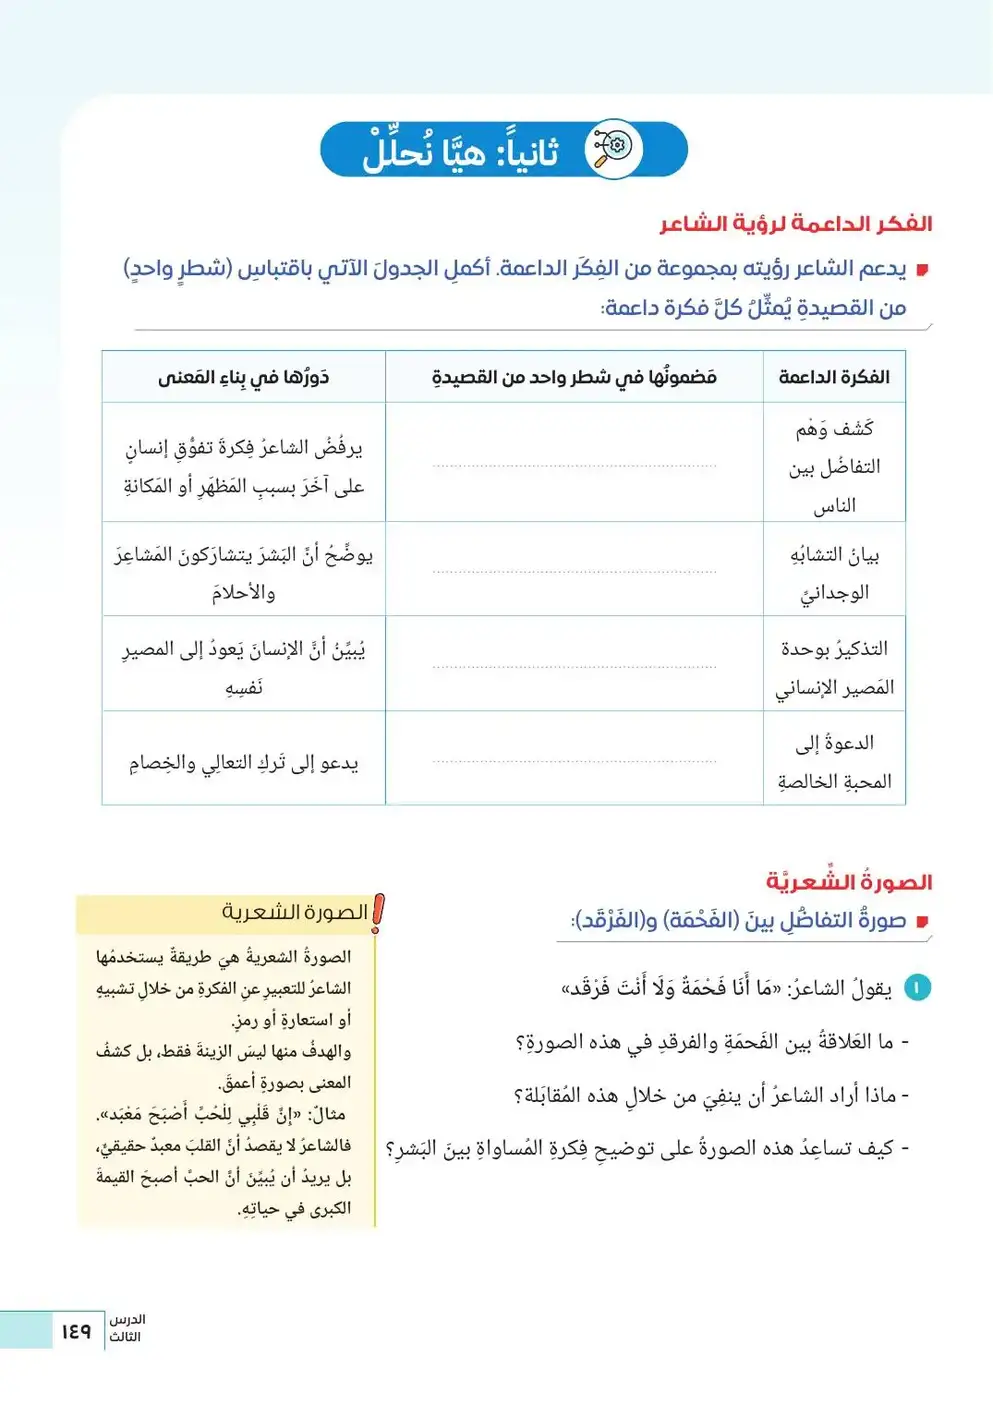 ثانياً: هيَّا نُحلِّلْ
الفكر الداعمة لرؤية الشاعر
يدعم الشاعر رؤيته بمجموعة من الفِكَر الداعمة. أكملِ الجدولَ الآتي باقتباسِ (شطرٍ واحدٍ)
من القصيدةِ يُمثِّلُ كلَّ فكرة داعمة:
الفكرة الداعمة
مَضمونُها في شطر واحد من القصيدةِ
دَورُها في بِناءِ المَعنى
كَشف وَهْم
التفاضُل بين
الناس
يرفُضُ الشاعرُ فِكرةَ تفوُّقِ إنسانٍ
على آخَرَ بسببِ المَظهَرِ أو المَكانةِ
بيانُ التشابُهِ
الوجدانيِّ
يوضِّحُ أنَّ البَشرَ يتشارَكونَ المَشاعِرَ
والأحلامَ
التذكيرُ بوحدة
المَصير الإنساني
يُبيِّنُ أنَّ الإنسانَ يَعودُ إلى المصيرِ
نَفسِهِ
الدعوةُ إلى
المحبةِ الخالصةِ
يدعو إلى تَركِ التعالِي والخِصامِ
الصورةُ الشِّعريَّة
صورةُ التفاضُلِ بينَ (الفَحْمَة) و(الفَرْقَد):
١ يقولُ الشاعرُ: «مَا أَنَا فَحْمَةٌ وَلَا أَنْتَ فَرْقَد»
- ما العَلاقةُ بين الفَحمَةِ والفرقدِ في هذه الصورةِ؟
- ماذا أراد الشاعرُ أن ينفِيَ من خلالِ هذه المُقابَلة؟
- كيف تساعِدُ هذه الصورةُ على توضيحِ فِكرةِ المُساواةِ بينَ البَشرِ؟
الصورة الشعرية
الصورةُ الشعريةُ هيَ طريقةٌ يستخدمُها
الشاعرُ للتعبيرِ عنِ الفكرةِ من خلالِ تشبيهٍ
أو استعارةٍ أو رمزٍ.
والهدفُ منها ليسَ الزينةَ فقط، بل كشفُ
المعنى بصورةٍ أعمقَ.
مثالٌ: «إِنَّ قَلْبِي لِلْحُبِّ أَصْبَحَ مَعْبَد».
فالشاعرُ لا يقصدُ أنَّ القلبَ معبدٌ حقيقيٌّ،
بل يريدُ أن يُبيِّنَ أنَّ الحبَّ أصبحَ القيمةَ
الكبرى في حياتِهِ.
الدرس
الثالث
١٤٩